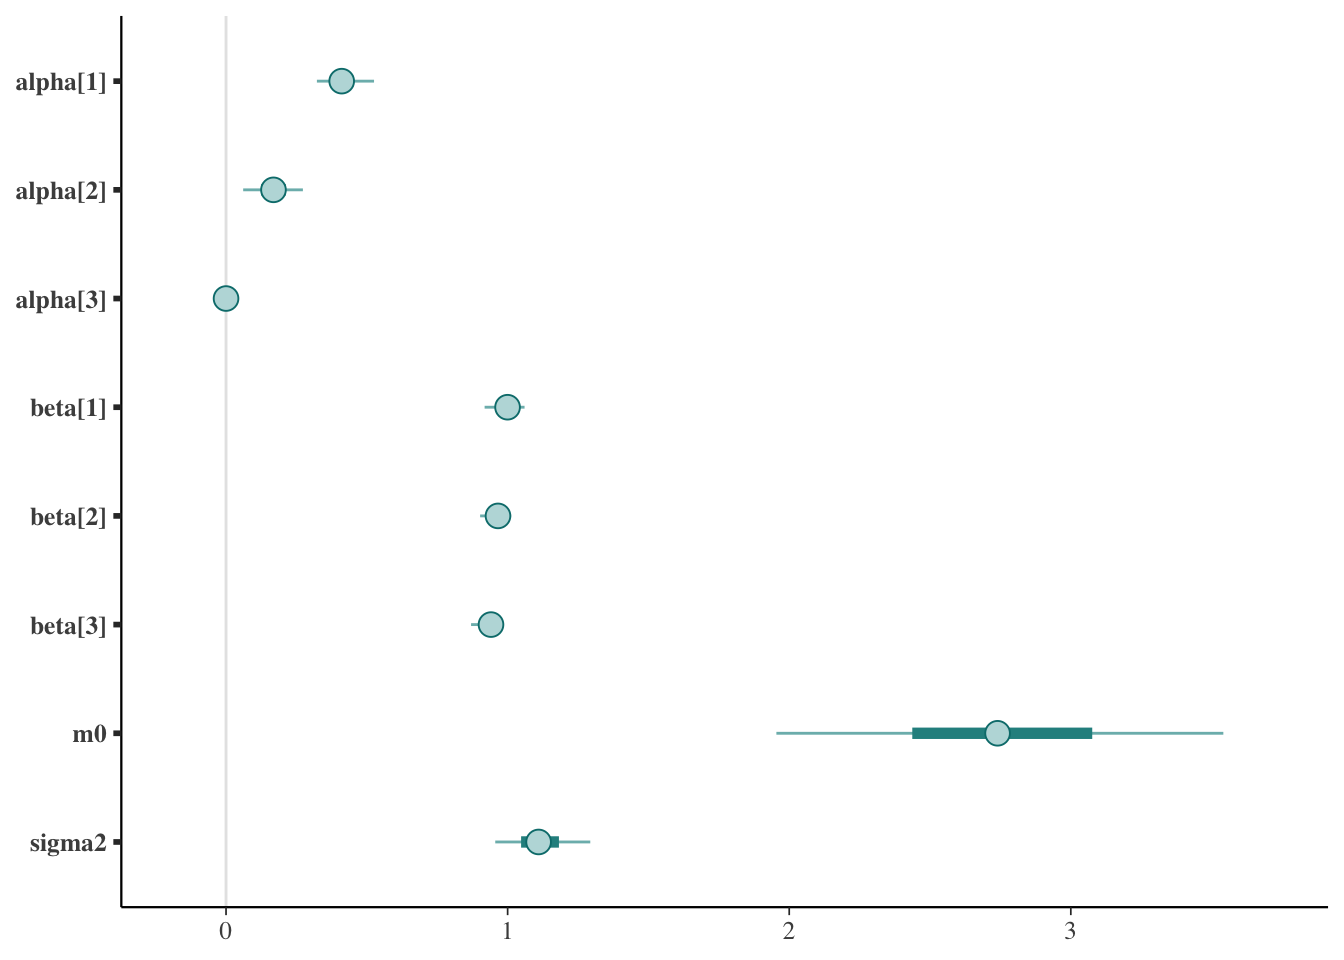 alpha[1]
alpha[2]
alpha[3]
beta[1]
beta[2]
beta[3]
m0
sigma2
0 1 2 3